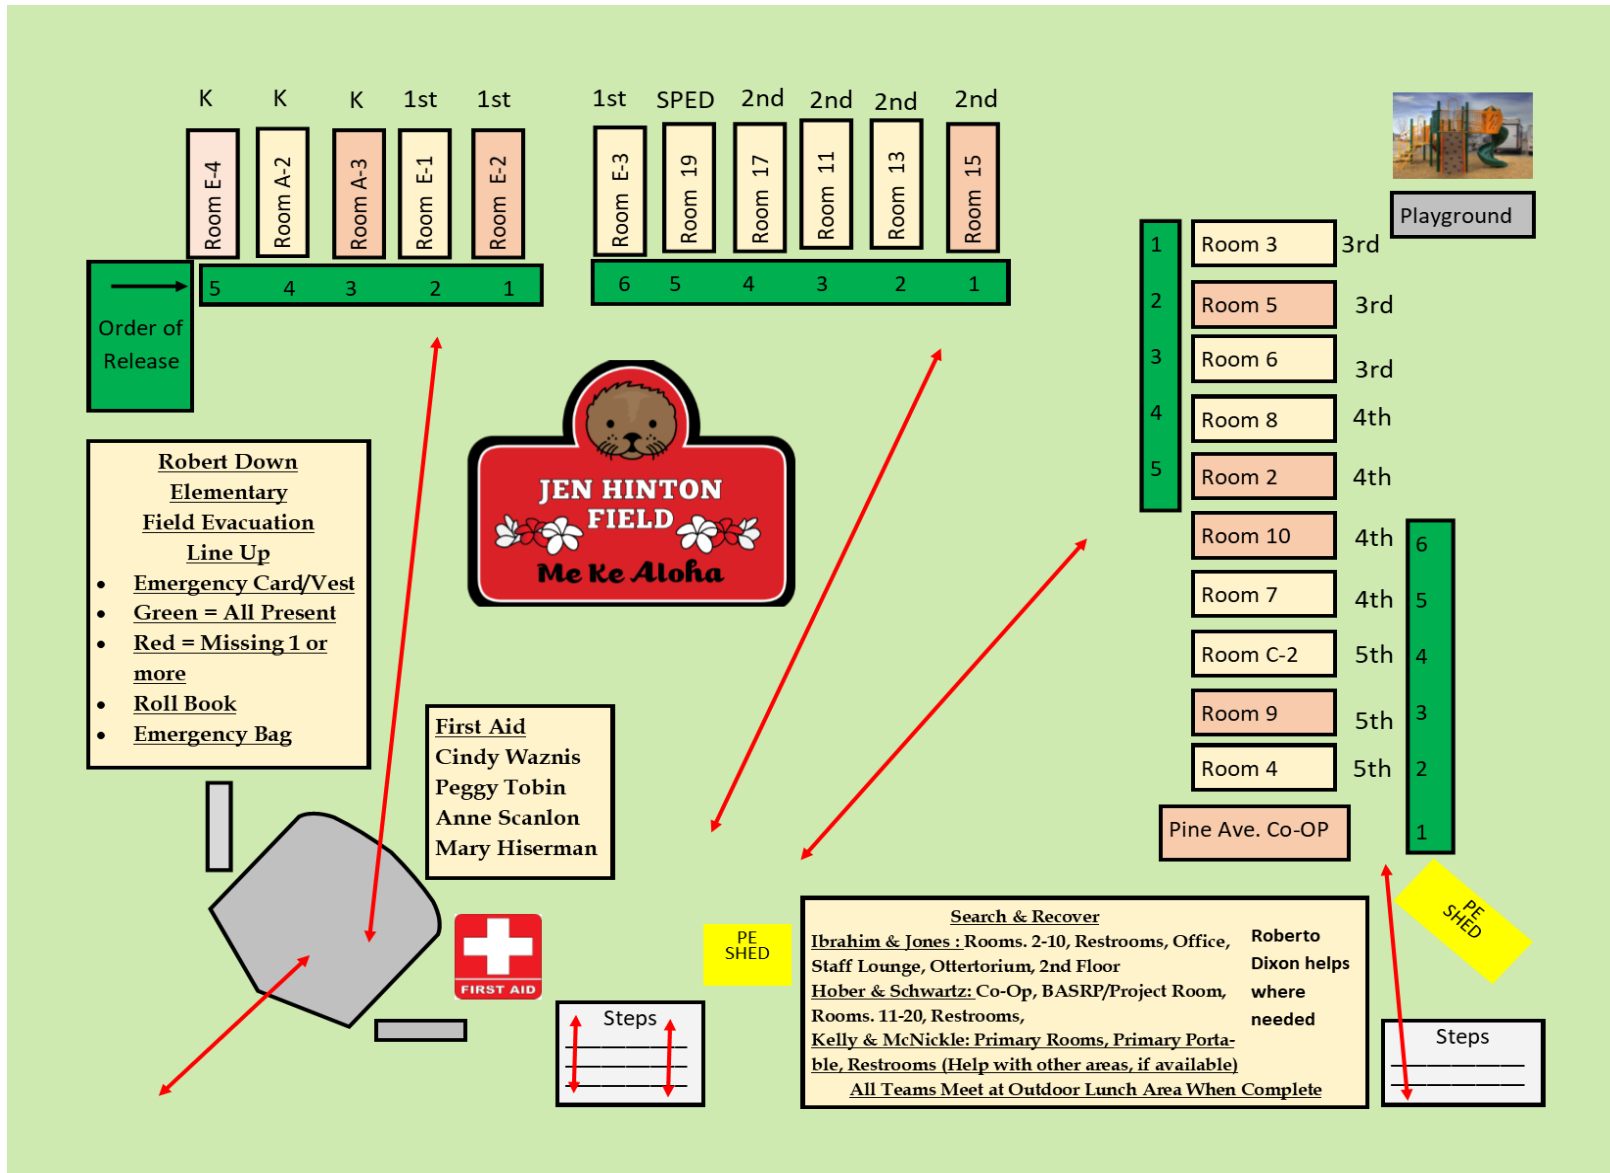 K K K 1st 1st
Room E-4
Room A-2
Room A-3
Room E-1
Room E-2
5 4 3 2 1
Order of
Release
1st SPED 2nd 2nd 2nd 2nd
Room E-3
Room 19
Room 17
Room 11
Room 13
Room 15
6 5 4 3 2 1
Playground
1 Room 3 3rd
2 Room 5 3rd
3 Room 6 3rd
4 Room 8 4th
5 Room 2 4th
Room 10 4th 6
Room 7 4th 5
Room C-2 5th 4
Room 9 5th 3
Room 4 5th 2
Pine Ave. Co-OP 1
JEN HINTON
FIELD
Me Ke Aloha
Robert Down
Elementary
Field Evacuation
Line Up
• Emergency Card/Vest
• Green = All Present
• Red = Missing 1 or
more
• Roll Book
• Emergency Bag
First Aid
Cindy Waznis
Peggy Tobin
Anne Scanlon
Mary Hiserman
FIRST AID
PE
SHED
Steps
Search & Recover
Ibrahim & Jones : Rooms. 2-10, Restrooms, Office,
Staff Lounge, Ottertorium, 2nd Floor
Hober & Schwartz: Co-Op, BASRP/Project Room,
Rooms. 11-20, Restrooms,
Kelly & McNickle: Primary Rooms, Primary Porta-
ble, Restrooms (Help with other areas, if available)
All Teams Meet at Outdoor Lunch Area When Complete
Roberto
Dixon helps
where
needed
PE
SHED
Steps